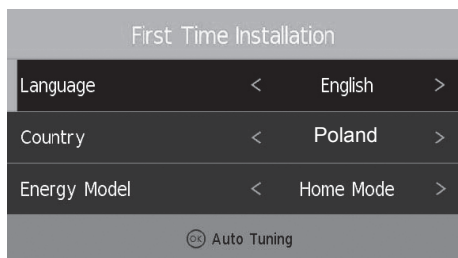 First Time Installation
Language < English >
Country < Poland >
Energy Model < Home Mode >
OK Auto Tuning